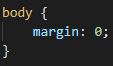 body {
    margin: 0;
}